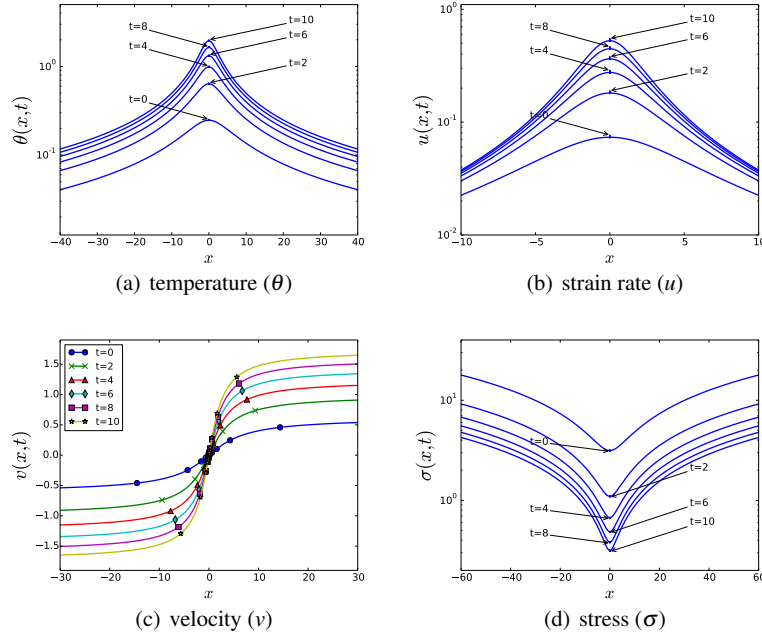 t=8
t=10
t=4
t=6
t=2
t=0
10^0
10^-1
θ(x,t)
−40 −30 −20 −10 0 10 20 30 40
x
(a) temperature (θ)
10^0
t=10
t=8
t=6
t=4
t=2
t=0
10^-1
10^-2
u(x,t)
−10 −5 0 5 10
x
(b) strain rate (u)
t=0
t=2
t=4
t=6
t=8
t=10
1.5
1.0
0.5
0.0
−0.5
−1.0
−1.5
v(x,t)
−30 −20 −10 0 10 20 30
x
(c) velocity (v)
10^1
t=0
t=2
t=4
t=6
t=8
t=10
10^0
σ(x,t)
−60 −40 −20 0 20 40 60
x
(d) stress (σ)